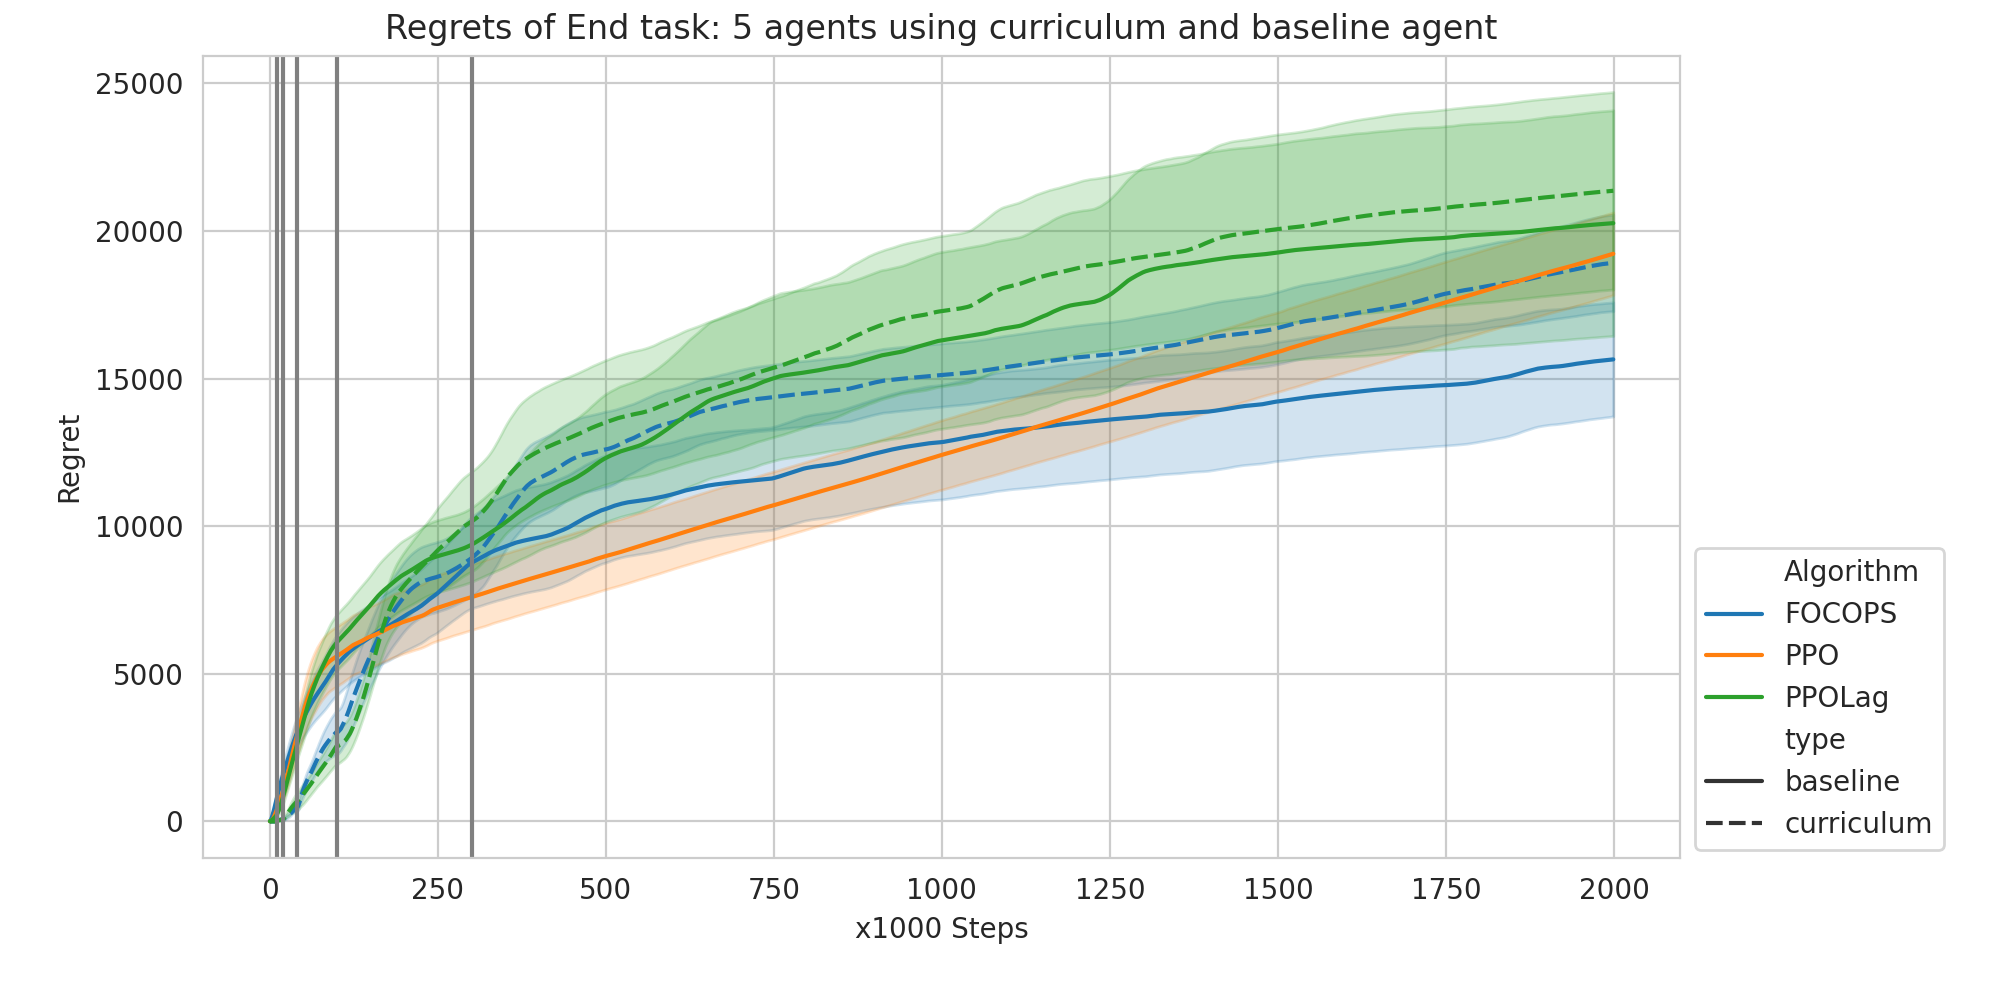 Regrets of End task: 5 agents using curriculum and baseline agent
25000
20000
15000
10000
5000
0
Regret
0 250 500 750 1000 1250 1500 1750 2000
x1000 Steps
Algorithm
FOCOPS
PPO
PPOLag
type
baseline
curriculum